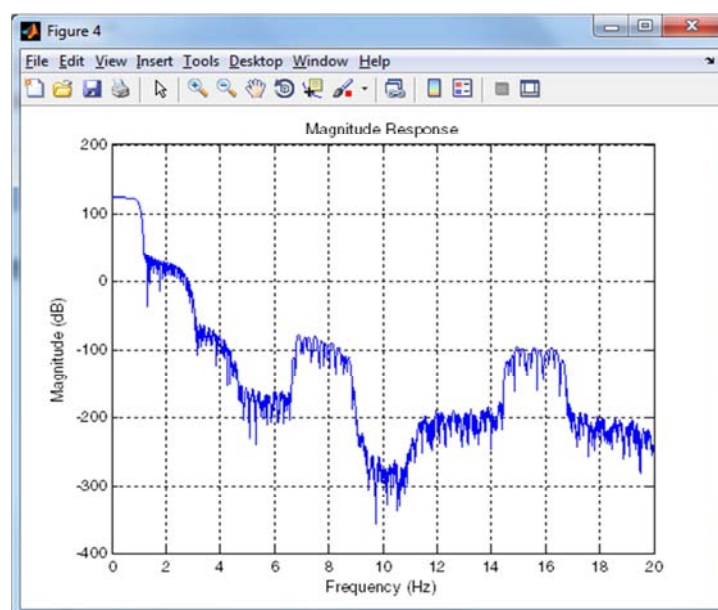 Figure 4
File Edit View Insert Tools Desktop Window Help
Magnitude Response
200
100
0
-100
-200
-300
-400
Magnitude (dB)
0 2 4 6 8 10 12 14 16 18 20
Frequency (Hz)